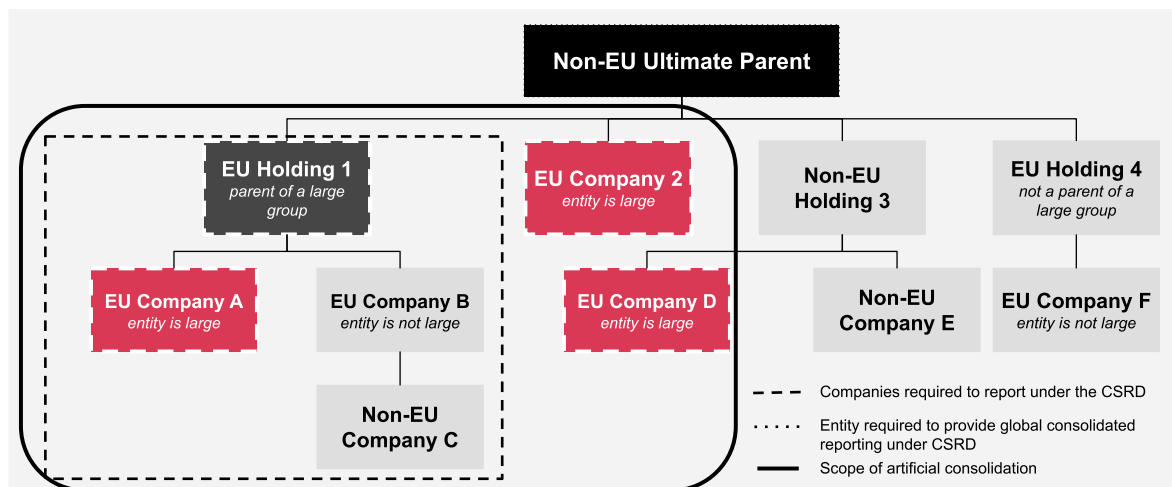 Non-EU Ultimate Parent
EU Holding 1
parent of a large
group
EU Company 2
entity is large
Non-EU
Holding 3
EU Holding 4
not a parent of a
large group
EU Company A
entity is large
EU Company B
entity is not large
EU Company D
entity is large
Non-EU
Company E
EU Company F
entity is not large
Non-EU
Company C
Companies required to report under the CSRD
Entity required to provide global consolidated
reporting under CSRD
Scope of artificial consolidation